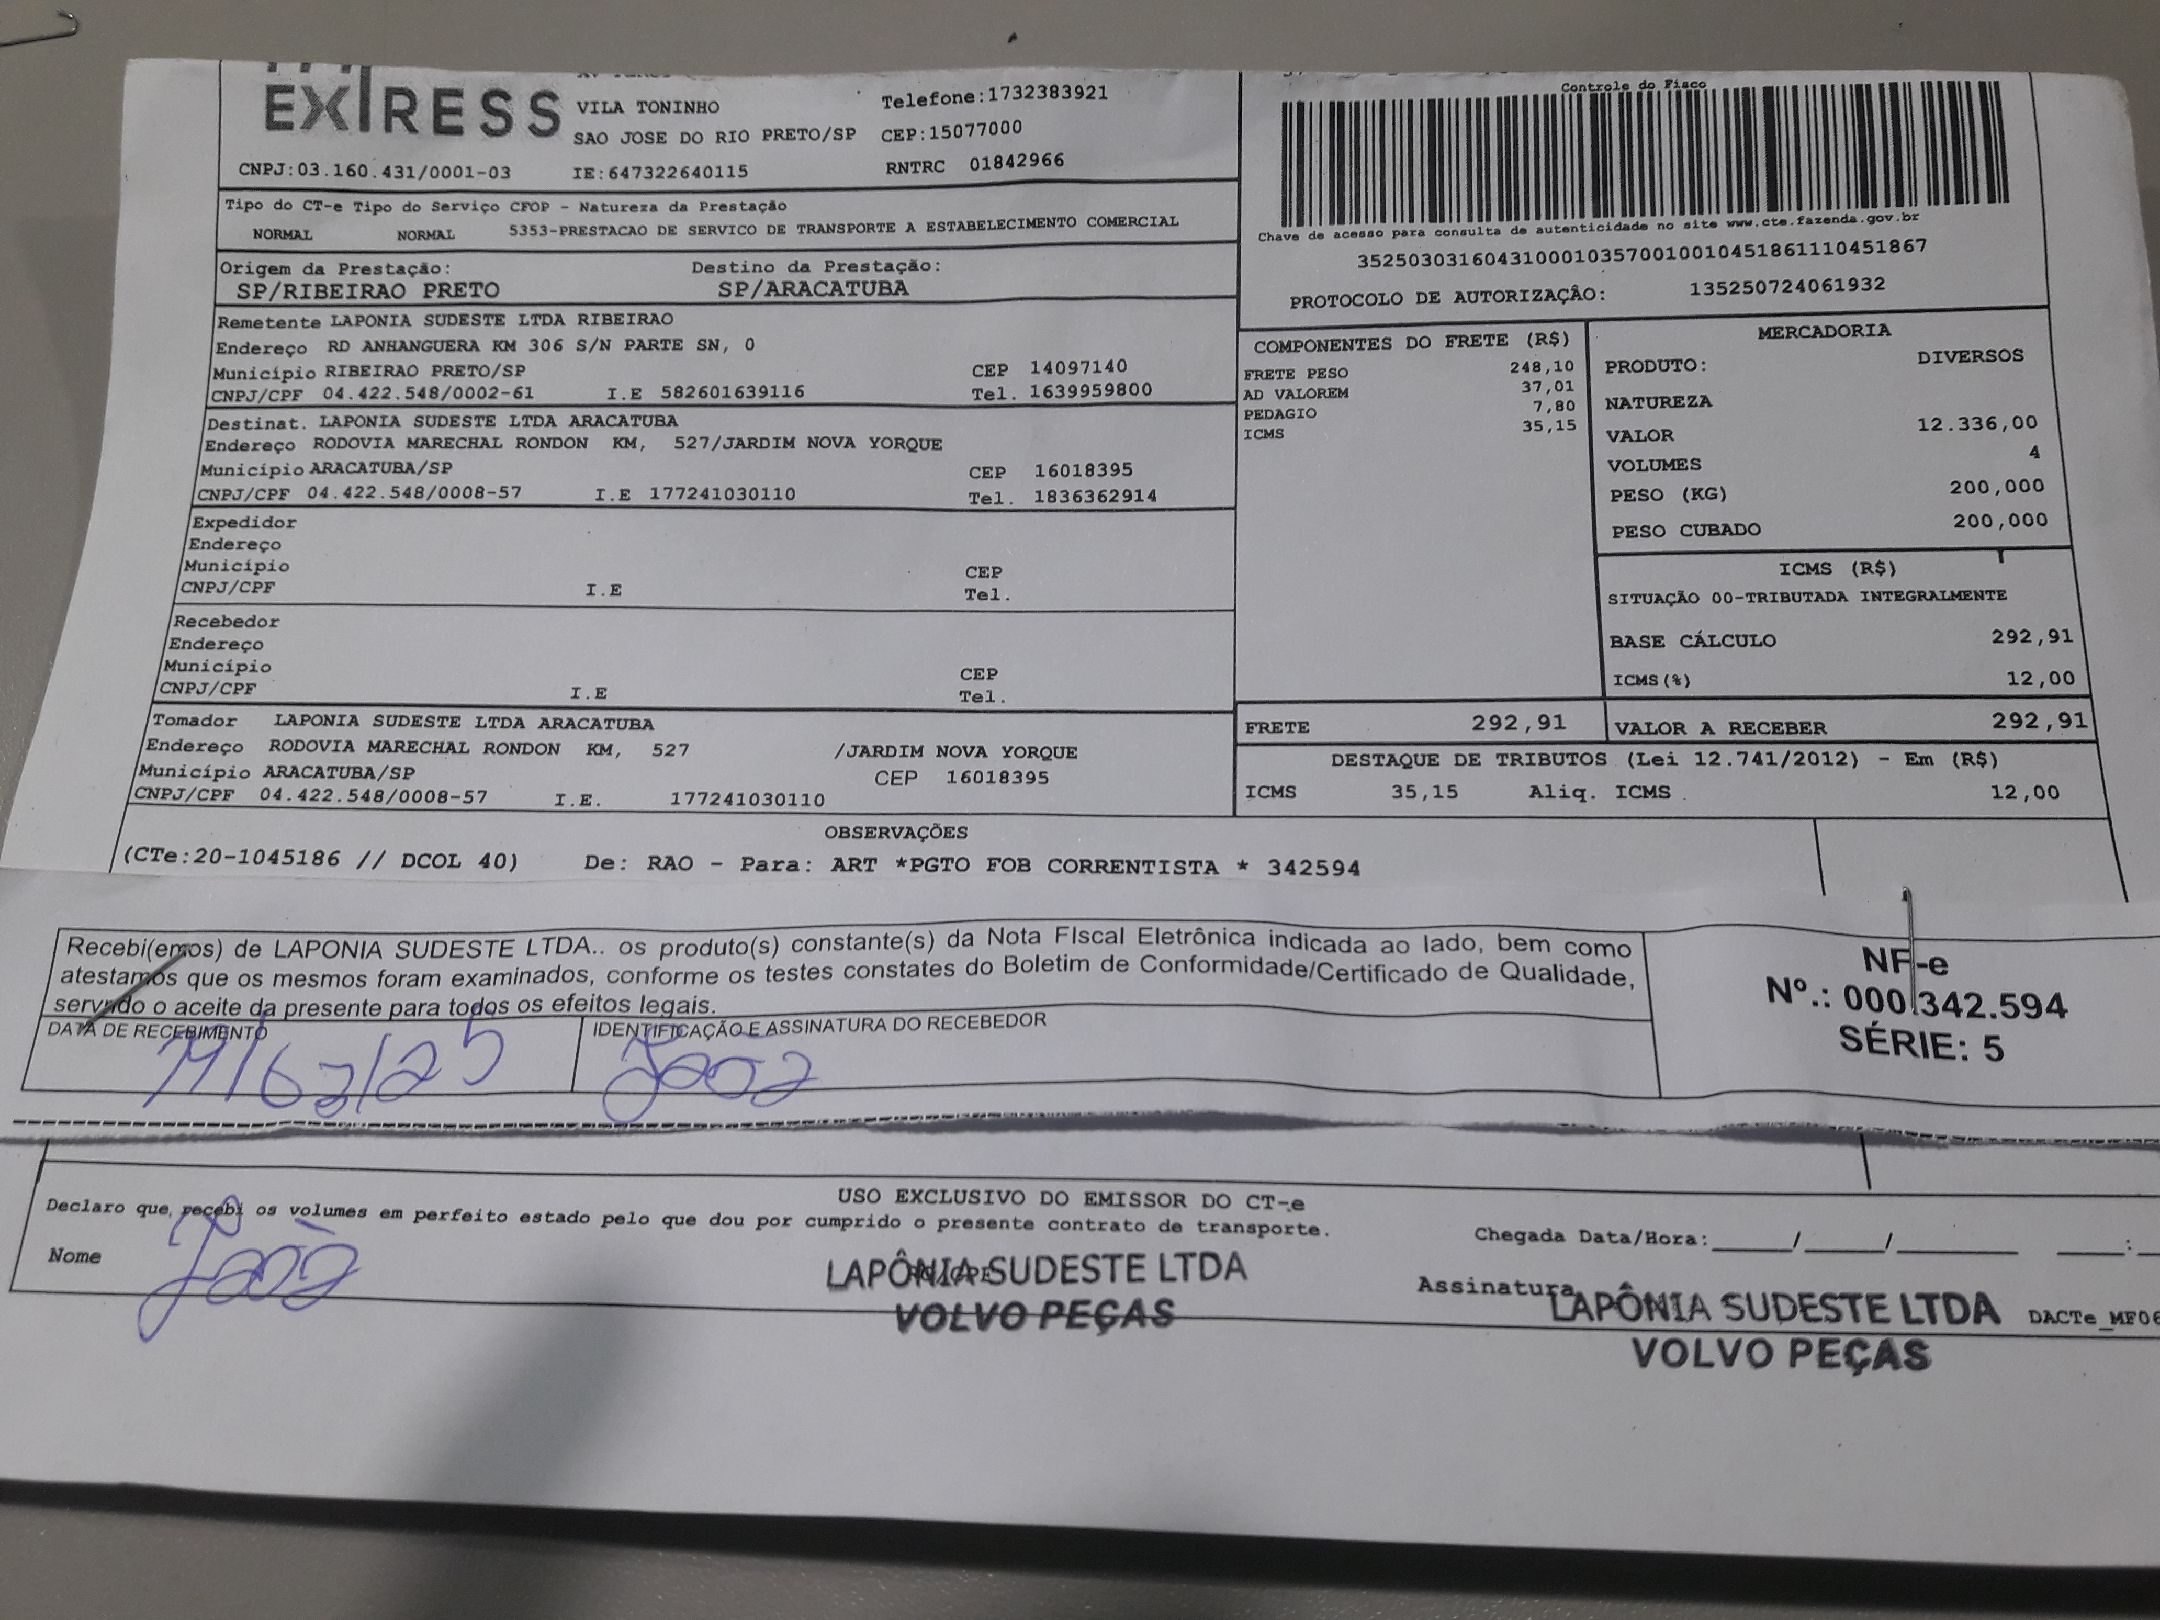 EXPRESS
VILA TONINHO
Telefone:1732383921
SAO JOSE DO RIO PRETO/SP CEP:15077000
CNPJ:03.160.431/0001-03 IE:647322640115 RNTRC 01842966
Controle do Fisco
Chave de acesso para consulta de autenticidade no site www.cte.fazenda.gov.br
35250303160431000103570010010451861110451867
PROTOCOLO DE AUTORIZAÇÃO: 135250724061932
Tipo do CT-e Tipo do Serviço CFOP - Natureza da Prestação
NORMAL NORMAL 5353-PRESTACAO DE SERVICO DE TRANSPORTE A ESTABELECIMENTO COMERCIAL
Origem da Prestação: Destino da Prestação:
SP/RIBEIRAO PRETO SP/ARACATUBA
Remetente LAPONIA SUDESTE LTDA RIBEIRAO
Endereço RD ANHANGUERA KM 306 S/N PARTE SN, 0
Município RIBEIRAO PRETO/SP CEP 14097140
CNPJ/CPF 04.422.548/0002-61 I.E 582601639116 Tel. 1639959800
Destinat. LAPONIA SUDESTE LTDA ARACATUBA
Endereço RODOVIA MARECHAL RONDON KM, 527/JARDIM NOVA YORQUE
Município ARACATUBA/SP CEP 16018395
CNPJ/CPF 04.422.548/0008-57 I.E 177241030110 Tel. 1836362914
Expedidor
Endereço
Município CEP
CNPJ/CPF I.E Tel.
Recebedor
Endereço
Município CEP
CNPJ/CPF I.E Tel.
Tomador LAPONIA SUDESTE LTDA ARACATUBA
Endereço RODOVIA MARECHAL RONDON KM, 527 /JARDIM NOVA YORQUE
Município ARACATUBA/SP CEP 16018395
CNPJ/CPF 04.422.548/0008-57 I.E. 177241030110
COMPONENTES DO FRETE (R$)
FRETE PESO 248,10
AD VALOREM 37,01
PEDAGIO 7,80
ICMS 35,15
MERCADORIA
PRODUTO: DIVERSOS
NATUREZA
VALOR 12.336,00
VOLUMES 4
PESO (KG) 200,000
PESO CUBADO 200,000
ICMS (R$)
SITUAÇÃO 00-TRIBUTADA INTEGRALMENTE
BASE CÁLCULO 292,91
ICMS(%) 12,00
FRETE 292,91 VALOR A RECEBER 292,91
DESTAQUE DE TRIBUTOS (Lei 12.741/2012) - Em (R$)
ICMS 35,15 Aliq. ICMS 12,00
OBSERVAÇÕES
(CTe:20-1045186 // DCOL 40) De: RAO - Para: ART *PGTO FOB CORRENTISTA * 342594
Recebi(emos) de LAPONIA SUDESTE LTDA.. os produto(s) constante(s) da Nota FIscal Eletrônica indicada ao lado, bem como
atestamos que os mesmos foram examinados, conforme os testes constates do Boletim de Conformidade/Certificado de Qualidade,
servndo o aceite da presente para todos os efeitos legais.
DATA DE RECEBIMENTO IDENTIFICAÇÃO E ASSINATURA DO RECEBEDOR
João
NF-e
Nº.: 000.342.594
SÉRIE: 5
USO EXCLUSIVO DO EMISSOR DO CT-e
Declaro que recebi os volumes em perfeito estado pelo que dou por cumprido o presente contrato de transporte.
Chegada Data/Hora:_____/_____/_______ ____:
Nome João
LAPÔNIA SUDESTE LTDA
VOLVO PEÇAS
Assinatura
LAPÔNIA SUDESTE LTDA
VOLVO PEÇAS
DACTe_MF06